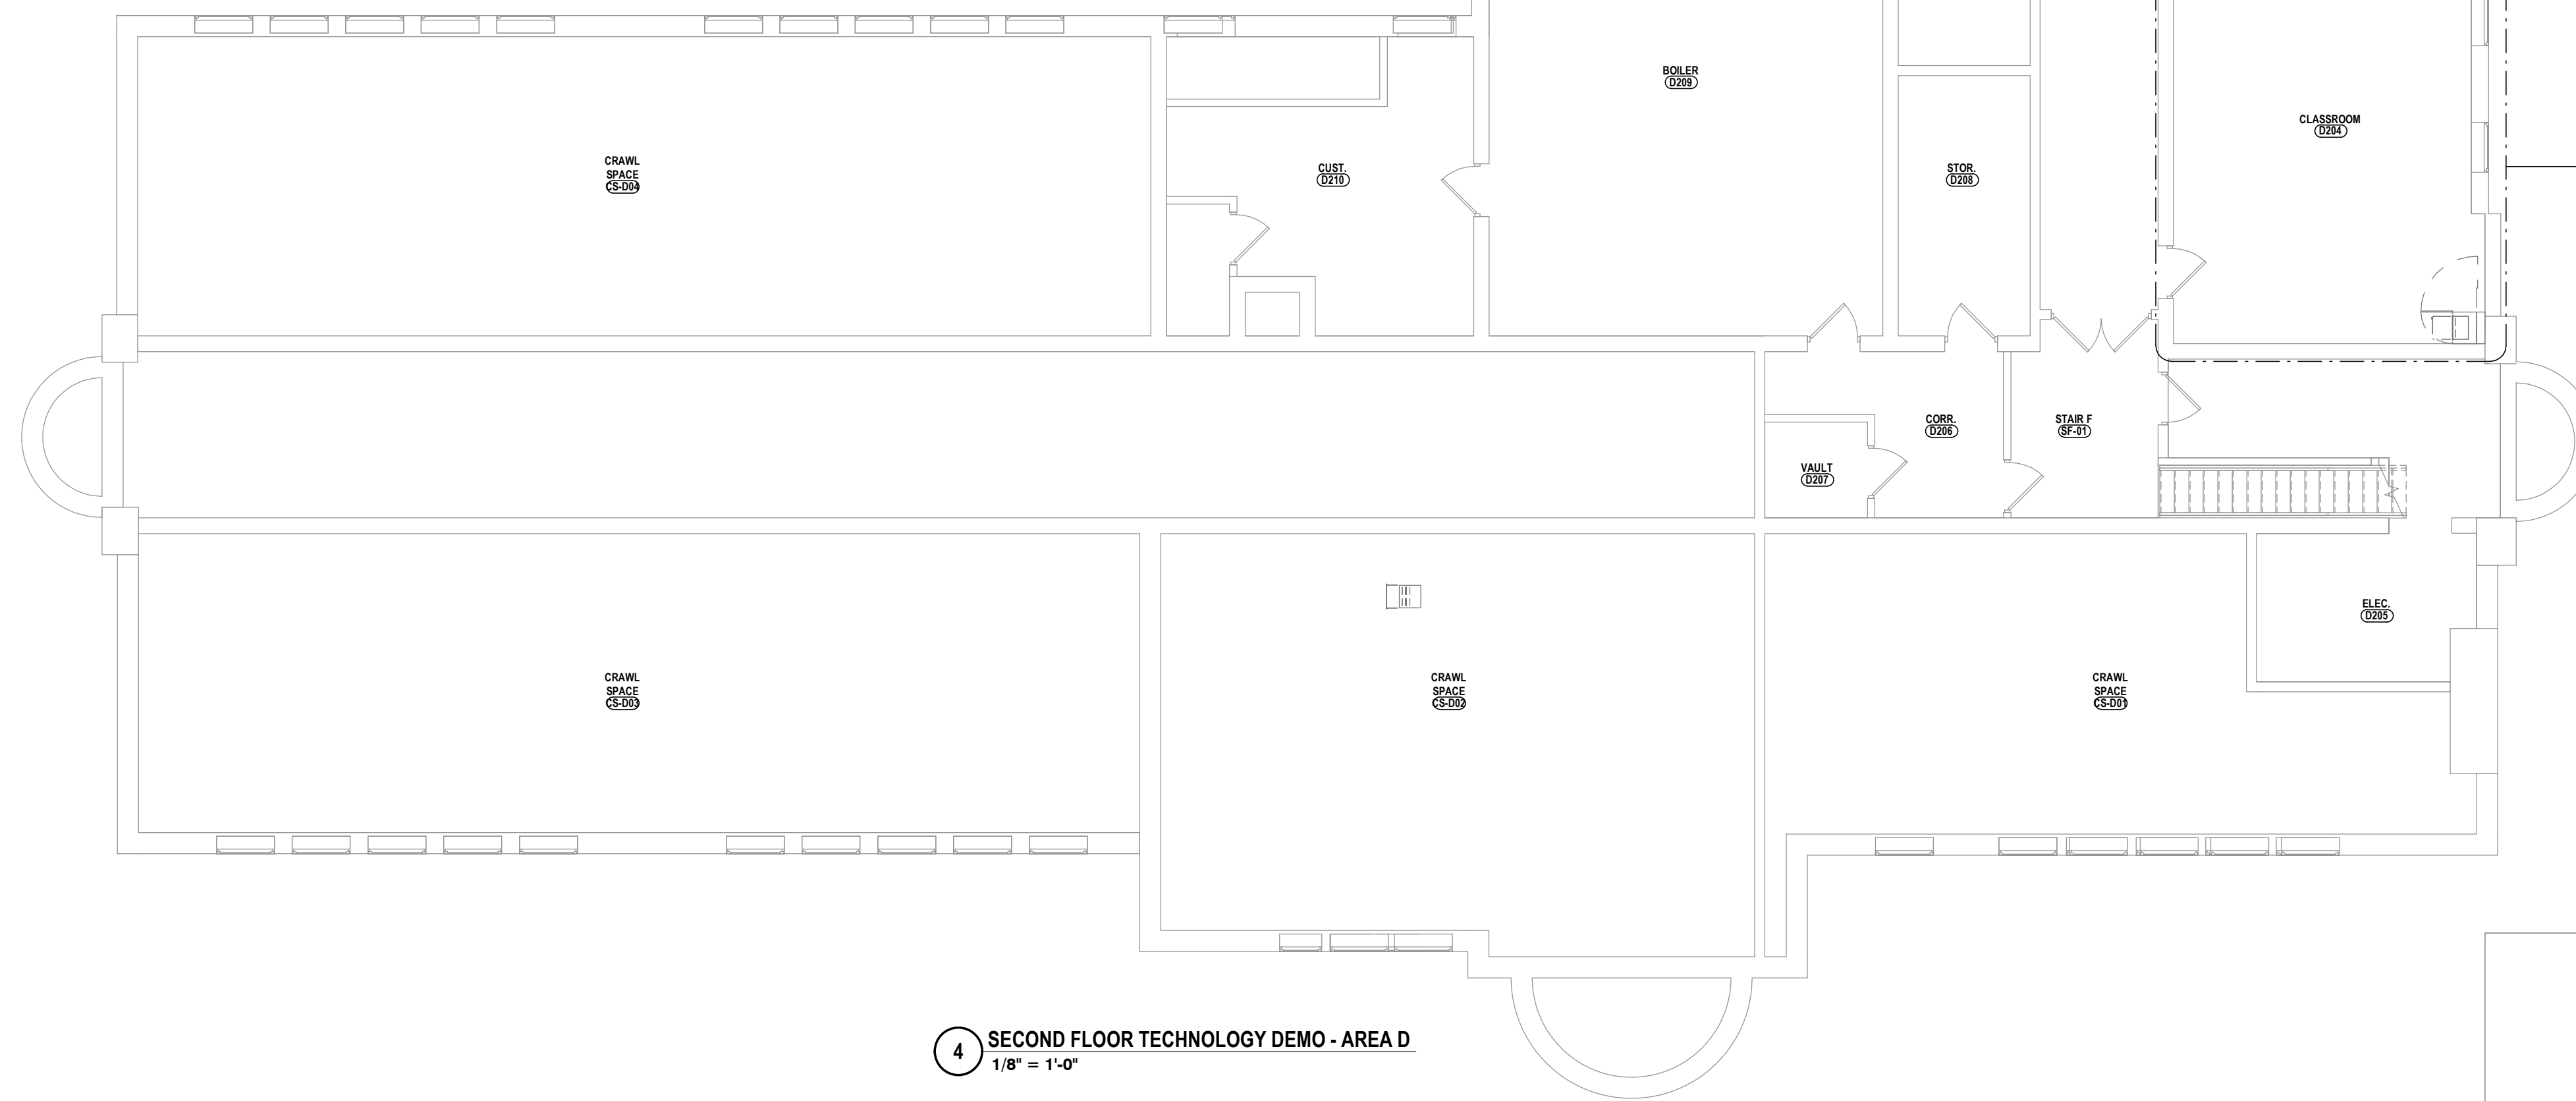 BOILER
D209
CLASSROOM
D204
CRAWL
SPACE
CS-D04
CUST.
D210
STOR.
D208
CORR.
D206
STAIR F
SF-01
VAULT
D207
ELEC.
D205
CRAWL
SPACE
CS-D03
CRAWL
SPACE
CS-D02
CRAWL
SPACE
CS-D01
4
SECOND FLOOR TECHNOLOGY DEMO - AREA D
1/8" = 1'-0"